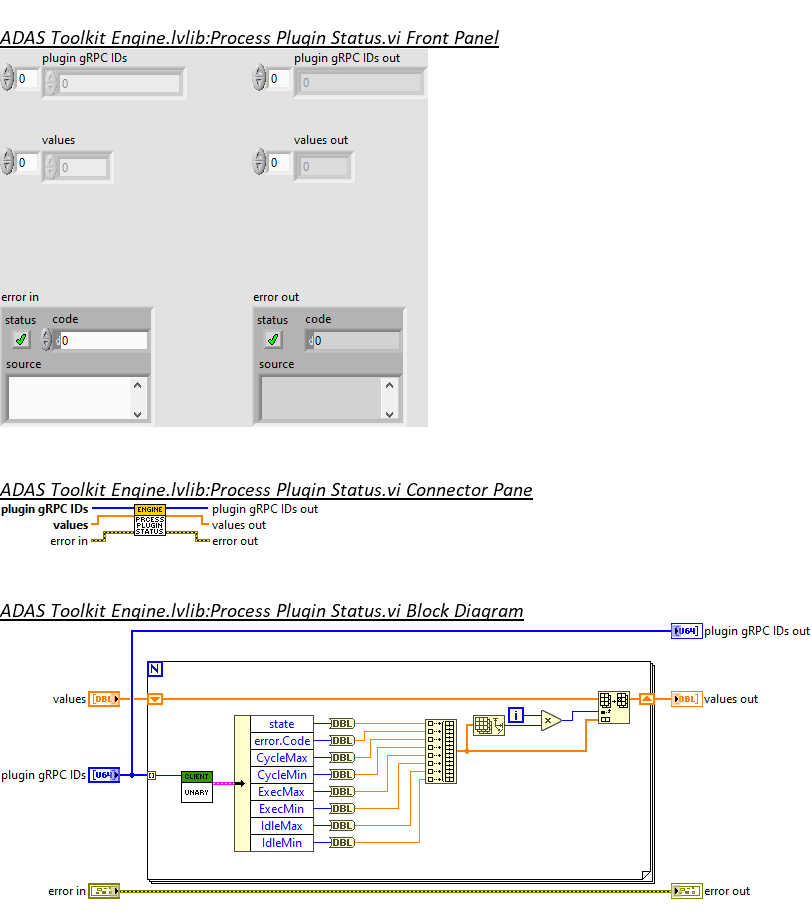 ADAS Toolkit Engine.lvlib:Process Plugin Status.vi Front Panel
plugin gRPC IDs
plugin gRPC IDs out
0
0
0
0
values
values out
0
0
0
0
error in
error out
status
code
status
code
0
0
source
source
ADAS Toolkit Engine.lvlib:Process Plugin Status.vi Connector Pane
plugin gRPC IDs
ENGINE
plugin gRPC IDs out
values
PRCESS
PLUGIN
STATUS
values out
error in
error out
ADAS Toolkit Engine.lvlib:Process Plugin Status.vi Block Diagram
U64
plugin gRPC IDs out
N
values
DBL
DBL
values out
state
DBL
i
error.Code
DBL
CycleMax
DBL
plugin gRPC IDs
U64
CLIENT
UNARY
CycleMin
DBL
ExecMax
DBL
ExecMin
DBL
IdleMax
DBL
IdleMin
DBL
error in
error out